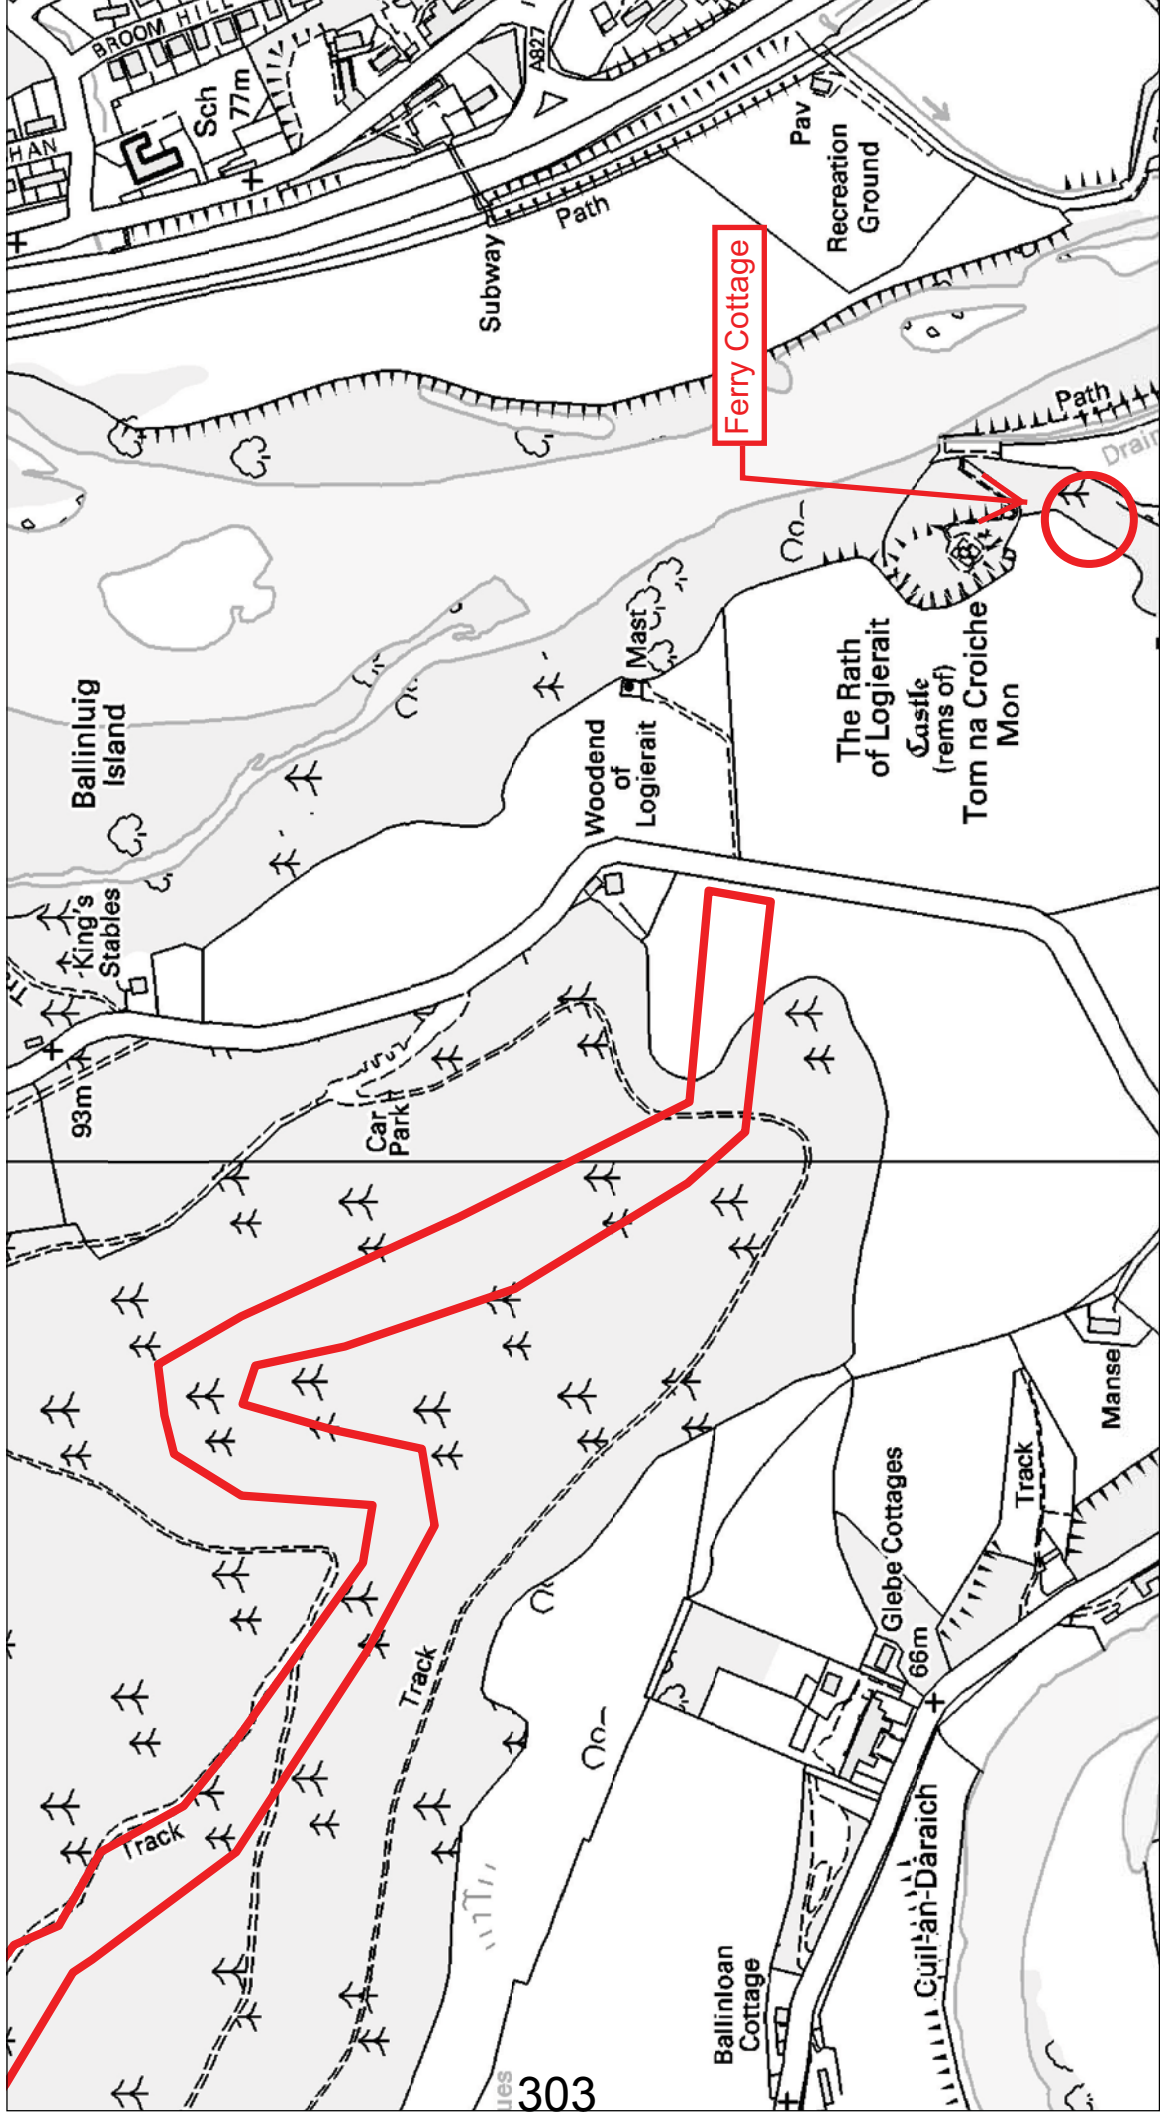 BROOM HILL
HAN
Sch
77m
A827
Pav
Recreation
Ground
Path
Subway
Ferry Cottage
Path
Drain
Ballinluig
Island
Mast
Woodend
of
Logierait
The Rath
of Logierait
Castle
(rems of)
Tom na Croiche
Mon
King's
Stables
Tr
93m
Car
Park
Manse
Track
Glebe Cottages
66m
Track
Track
Cuil-an-Daraich
Ballinloan
Cottage
ues
303